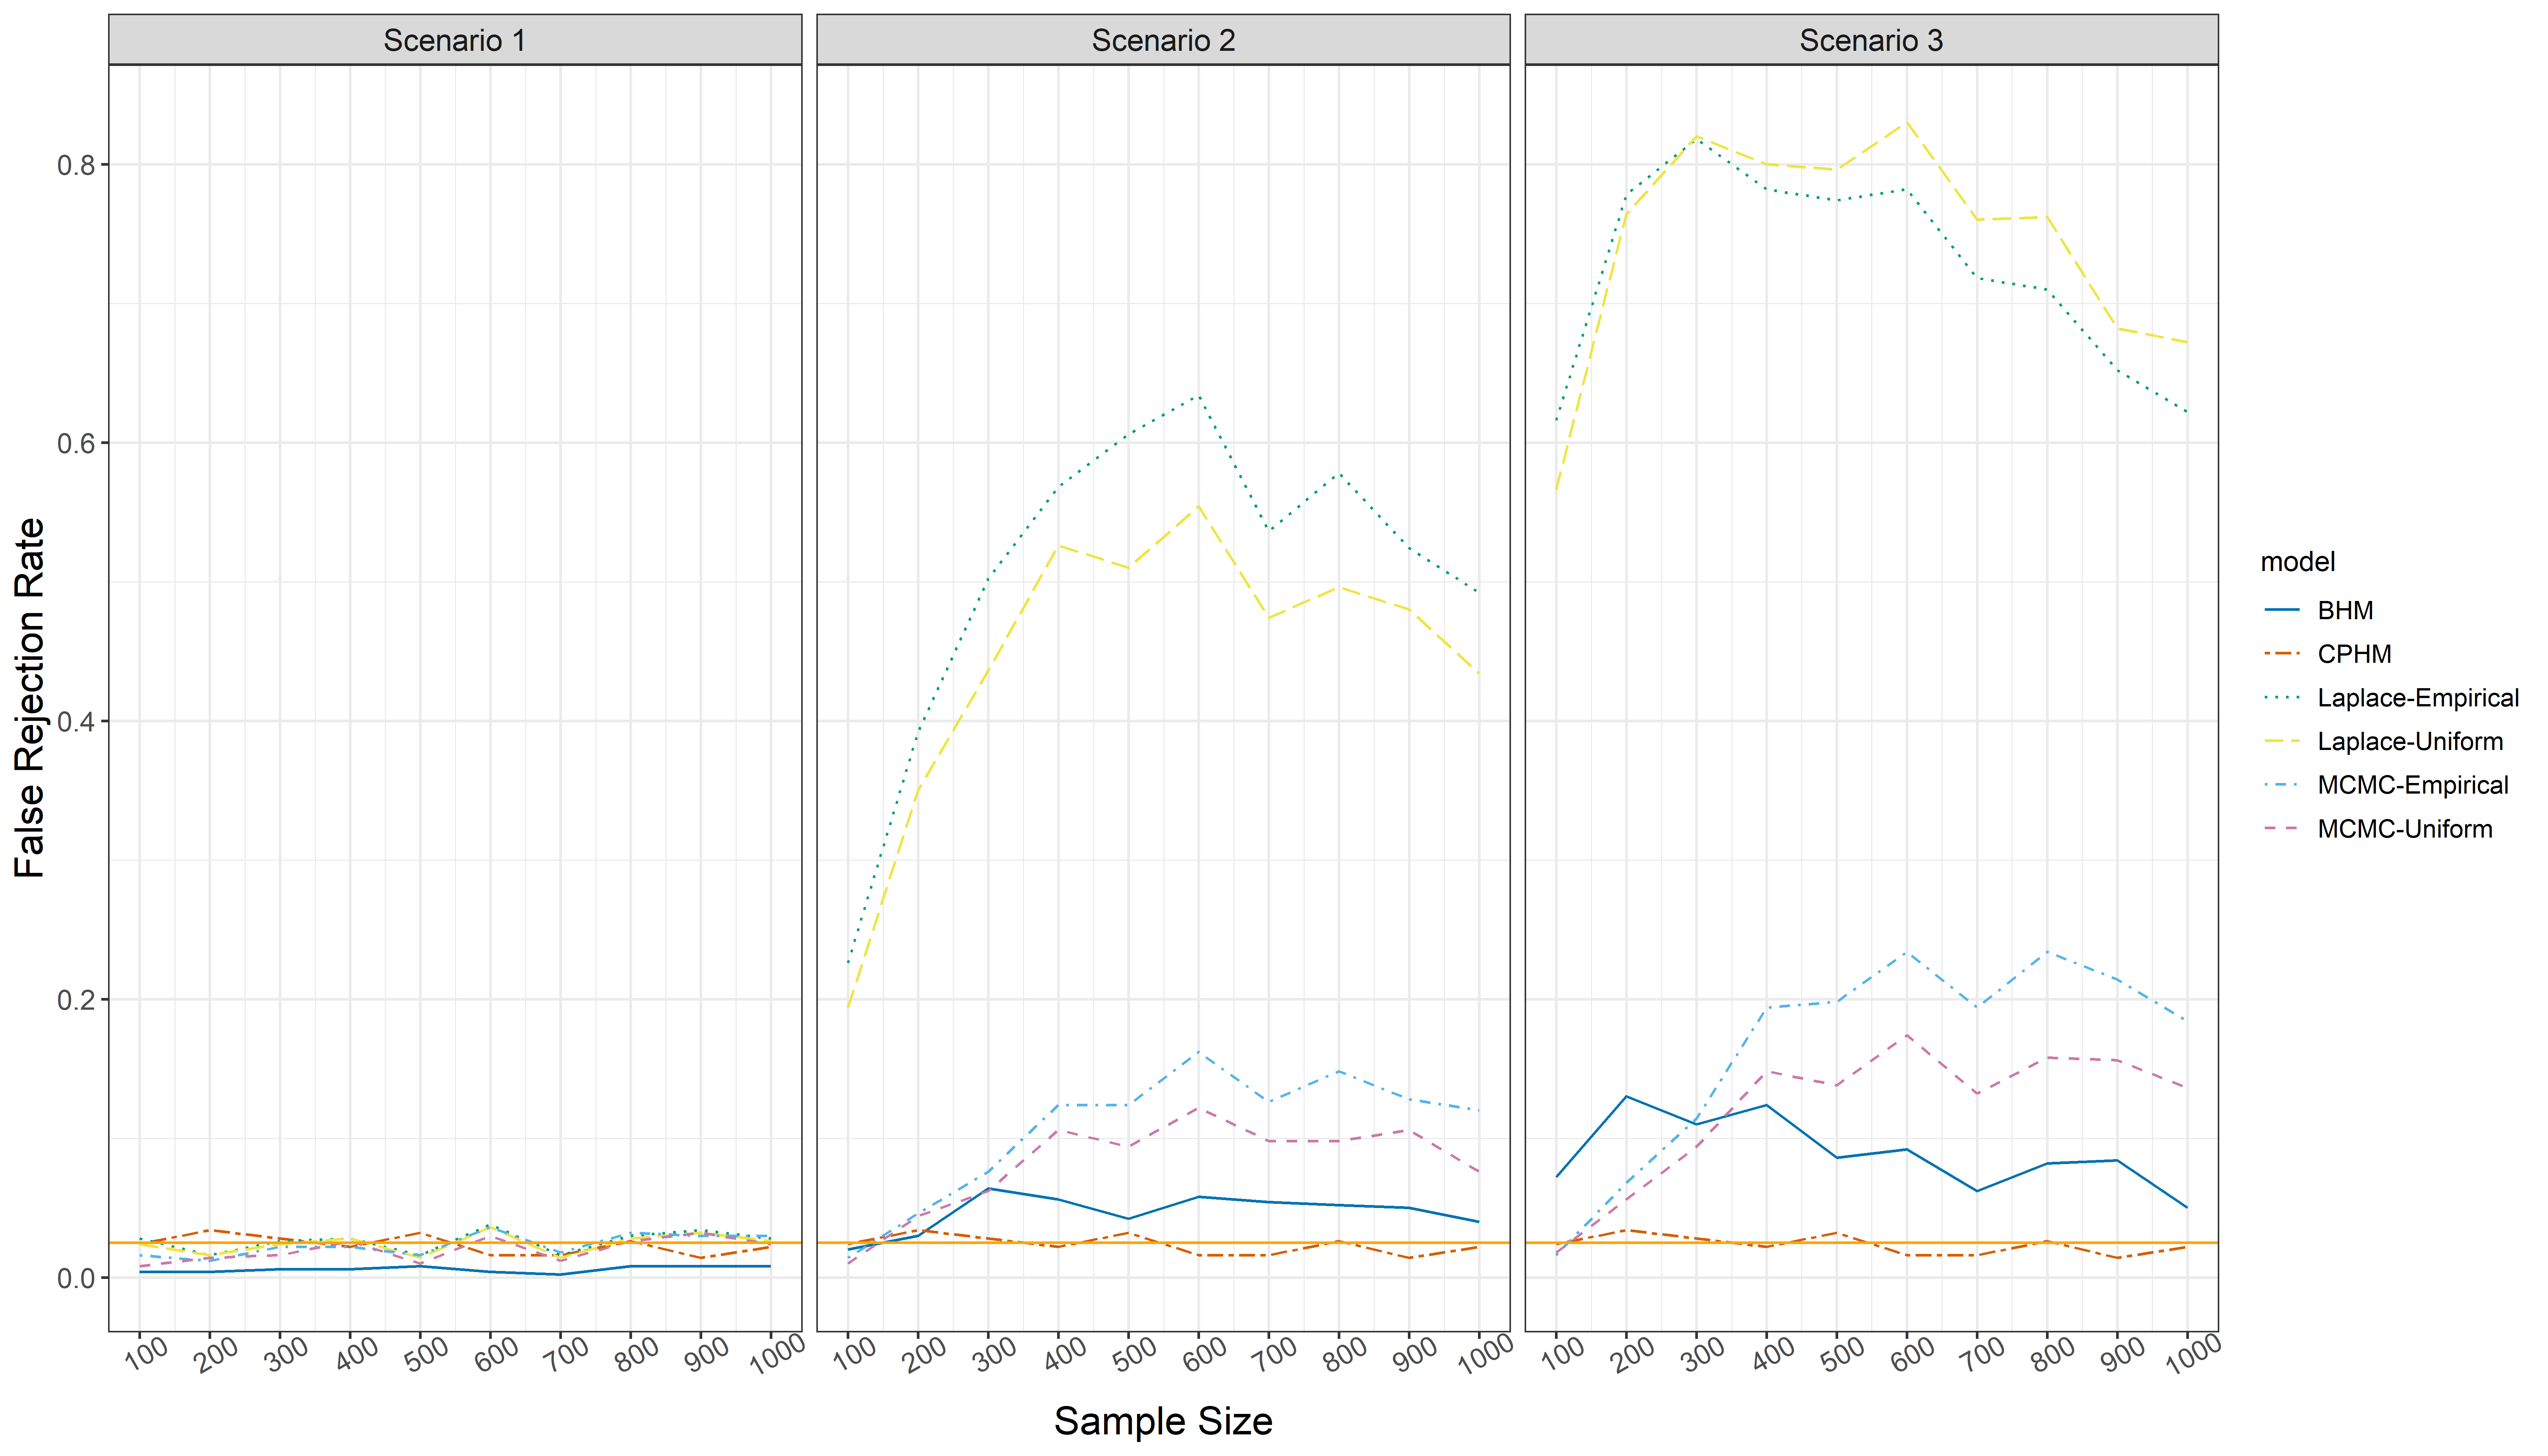 Scenario 1
Scenario 2
Scenario 3
False Rejection Rate
0.8
0.6
0.4
0.2
0.0
100 200 300 400 500 600 700 800 900 1000
100 200 300 400 500 600 700 800 900 1000
100 200 300 400 500 600 700 800 900 1000
Sample Size
model
BHM
CPHM
Laplace-Empirical
Laplace-Uniform
MCMC-Empirical
MCMC-Uniform